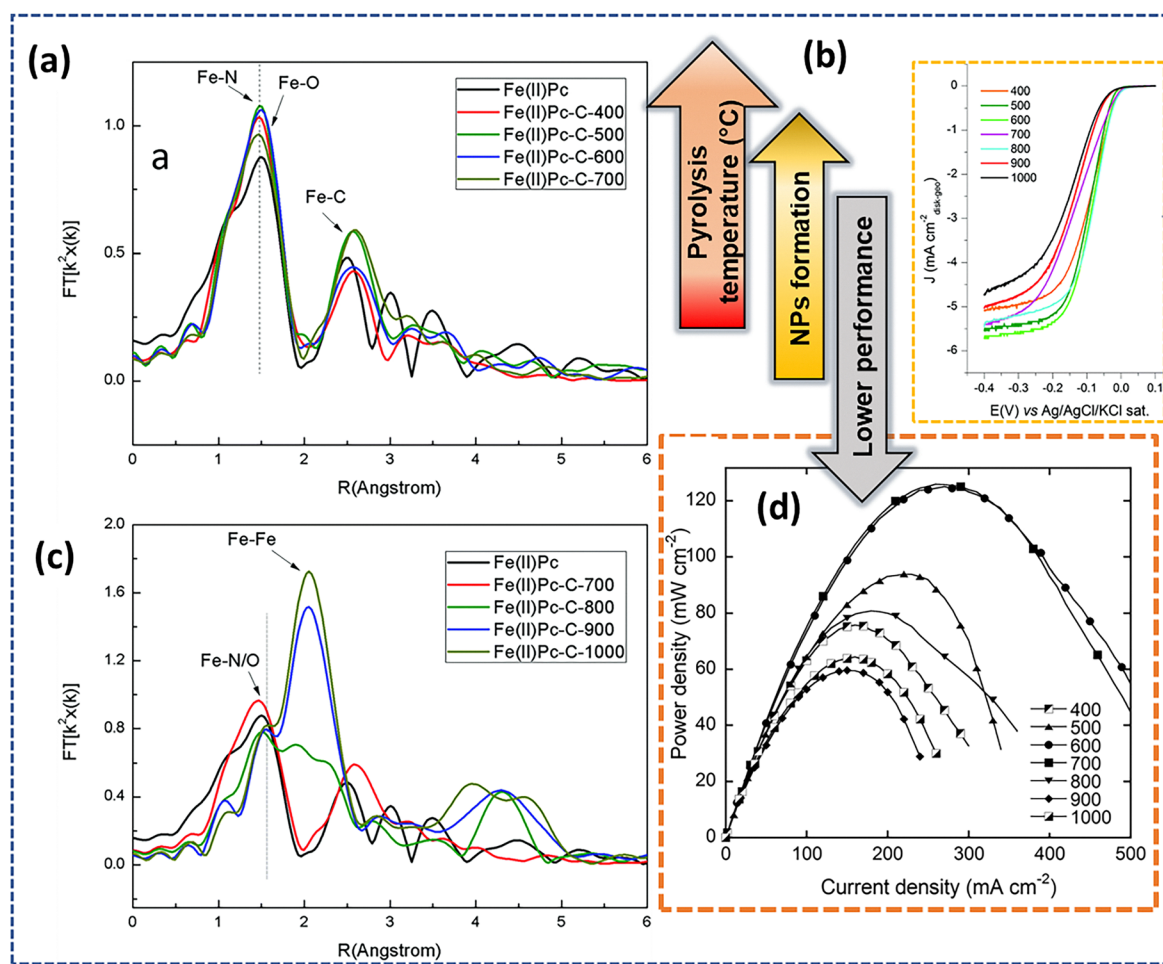 (a)
Fe-N
Fe-O
a
Fe-C
Fe(II)Pc
Fe(II)Pc-C-400
Fe(II)Pc-C-500
Fe(II)Pc-C-600
Fe(II)Pc-C-700
1.0
0.5
0.0
FT[k²x(k)]
0 1 2 3 4 5 6
R(Angstrom)
Pyrolysis
temperature (°C)
NPs formation
Lower performance
(b)
400
500
600
700
800
900
1000
0
-1
-2
-3
-4
-5
-6
J (mA cm⁻² disk-geo)
-0.4 -0.3 -0.2 -0.1 0.0 0.1
E(V) vs Ag/AgCl/KCl sat.
(c)
Fe-Fe
Fe-N/O
Fe(II)Pc
Fe(II)Pc-C-700
Fe(II)Pc-C-800
Fe(II)Pc-C-900
Fe(II)Pc-C-1000
2.0
1.6
1.2
0.8
0.4
0.0
FT[k²x(k)]
0 1 2 3 4 5 6
R(Angstrom)
(d)
120
100
80
60
40
20
0
Power density (mW cm⁻²)
400
500
600
700
800
900
1000
0 100 200 300 400 500
Current density (mA cm⁻²)